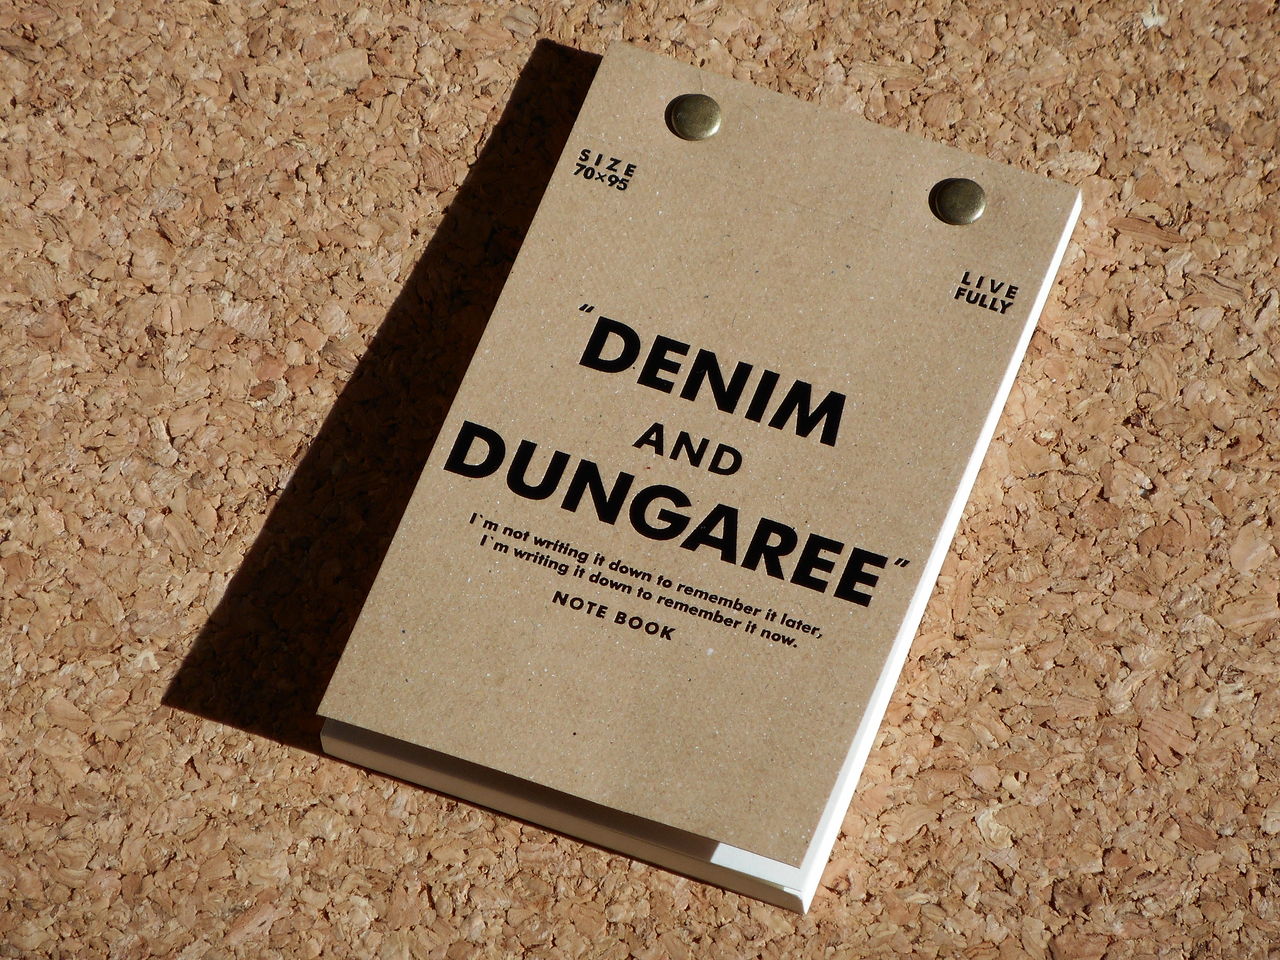 SIZE
70×95
LIVE
FULLY
"DENIM
AND
DUNGAREE"
I`m not writing it down to remember it later,
I`m writing it down to remember it now.
NOTE BOOK